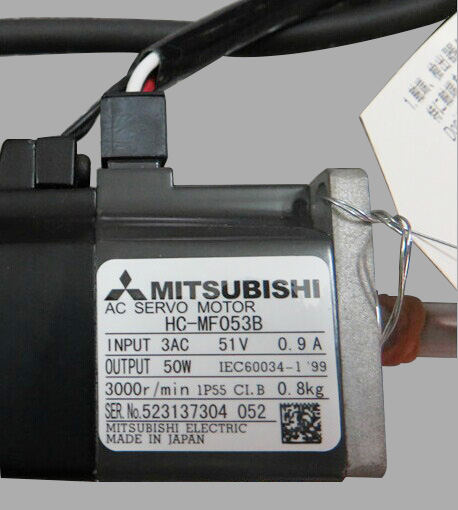 MITSUBISHI
AC SERVO MOTOR
HC-MF053B
INPUT 3AC 51V 0.9A
OUTPUT 50W IEC60034-1 '99
3000r/min IP55 CI.B 0.8kg
SER.No.523137304 052
MITSUBISHI ELECTRIC
MADE IN JAPAN